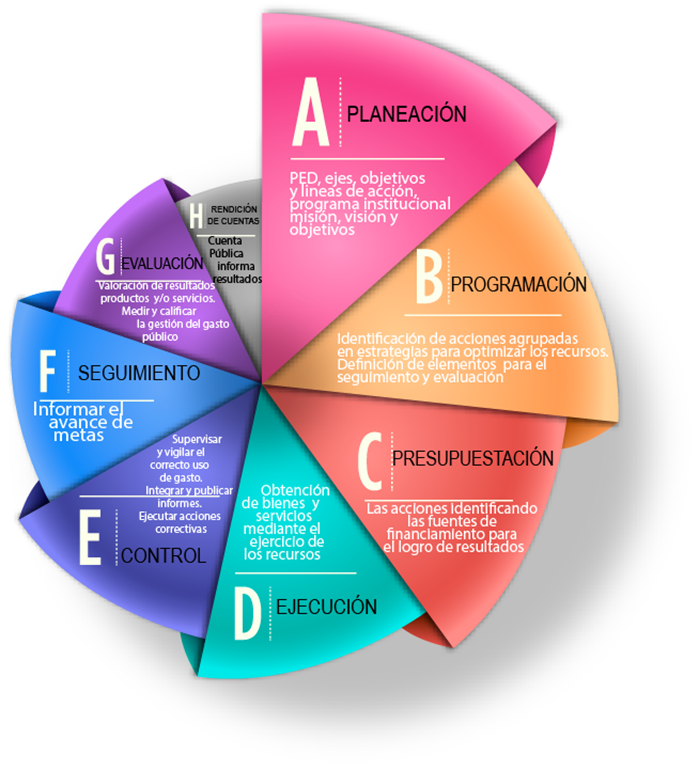 A PLANEACIÓN
PED, ejes, objetivos
y líneas de acción,
programa institucional
misión, visión y
objetivos
B PROGRAMACIÓN
Identificación de acciones agrupadas
en estrategias para optimizar los recursos.
Definición de elementos para el
seguimiento y evaluación
C PRESUPUESTACIÓN
Las acciones identificando
las fuentes de
financiamiento para
el logro de resultados
Obtención
de bienes y
servicios
mediante el
ejercicio de
los recursos
D EJECUCIÓN
Supervisar
y vigilar el
correcto uso
de gasto.
Integrar y publicar
informes.
Ejecutar acciones
correctivas
E CONTROL
F SEGUIMIENTO
Informar el
avance de
metas
G EVALUACIÓN
Valoración de resultados
productos y/o servicios.
Medir y calificar
la gestión del gasto
público
H RENDICIÓN
DE CUENTAS
Cuenta
Pública
informa
resultados